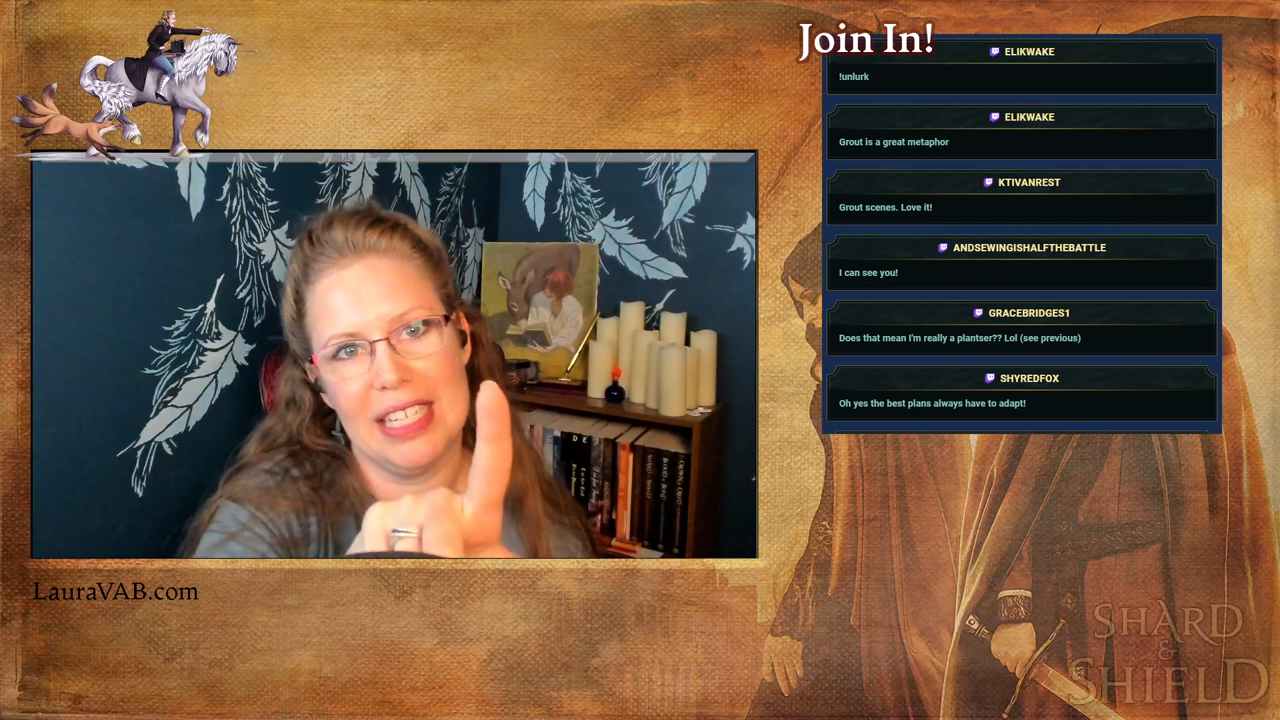 Join In!
ELIKWAKE
!unlurk
ELIKWAKE
Grout is a great metaphor
KTIVANREST
Grout scenes. Love it!
ANDSEWINGISHALFTHEBATTLE
I can see you!
GRACEBRIDGES1
Does that mean I'm really a plantser?? Lol (see previous)
SHYREDFOX
Oh yes the best plans always have to adapt!
LauraVAB.com
SHARD
&
SHIELD